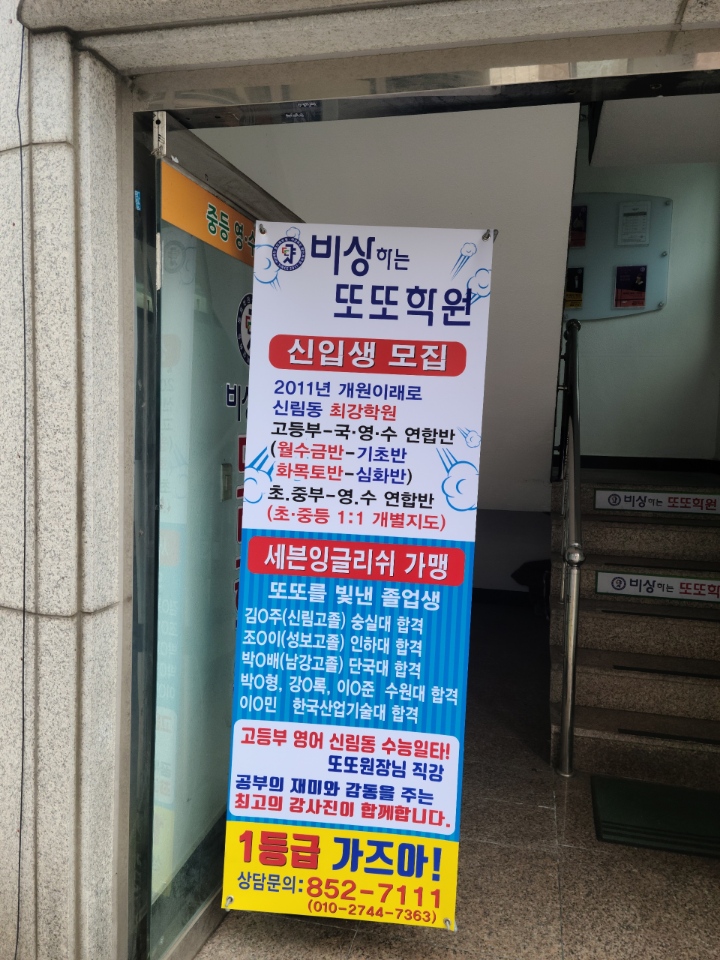 비상하는
또또학원
신입생 모집
2011년 개원이래로
신림동 최강학원
고등부-국·영·수 연합반
(월수금반-기초반
화목토반-심화반)
초.중부-영.수 연합반
(초·중등 1:1 개별지도)
세븐잉글리쉬 가맹
또또를 빛낸 졸업생
김O주(신림고졸) 숭실대 합격
조O이(성보고졸) 인하대 합격
박O배(남강고졸) 단국대 합격
박O형, 강O록, 이O준 수원대 합격
이O민 한국산업기술대 합격
고등부 영어 신림동 수능일타!
또또원장님 직강
공부의 재미와 감동을 주는
최고의 강사진이 합께합니다.
1등급 가즈아!
상담문의:852-7111
(010-2744-7363)
중등 영·수
비상하는 또또학원
비상하는 또또학